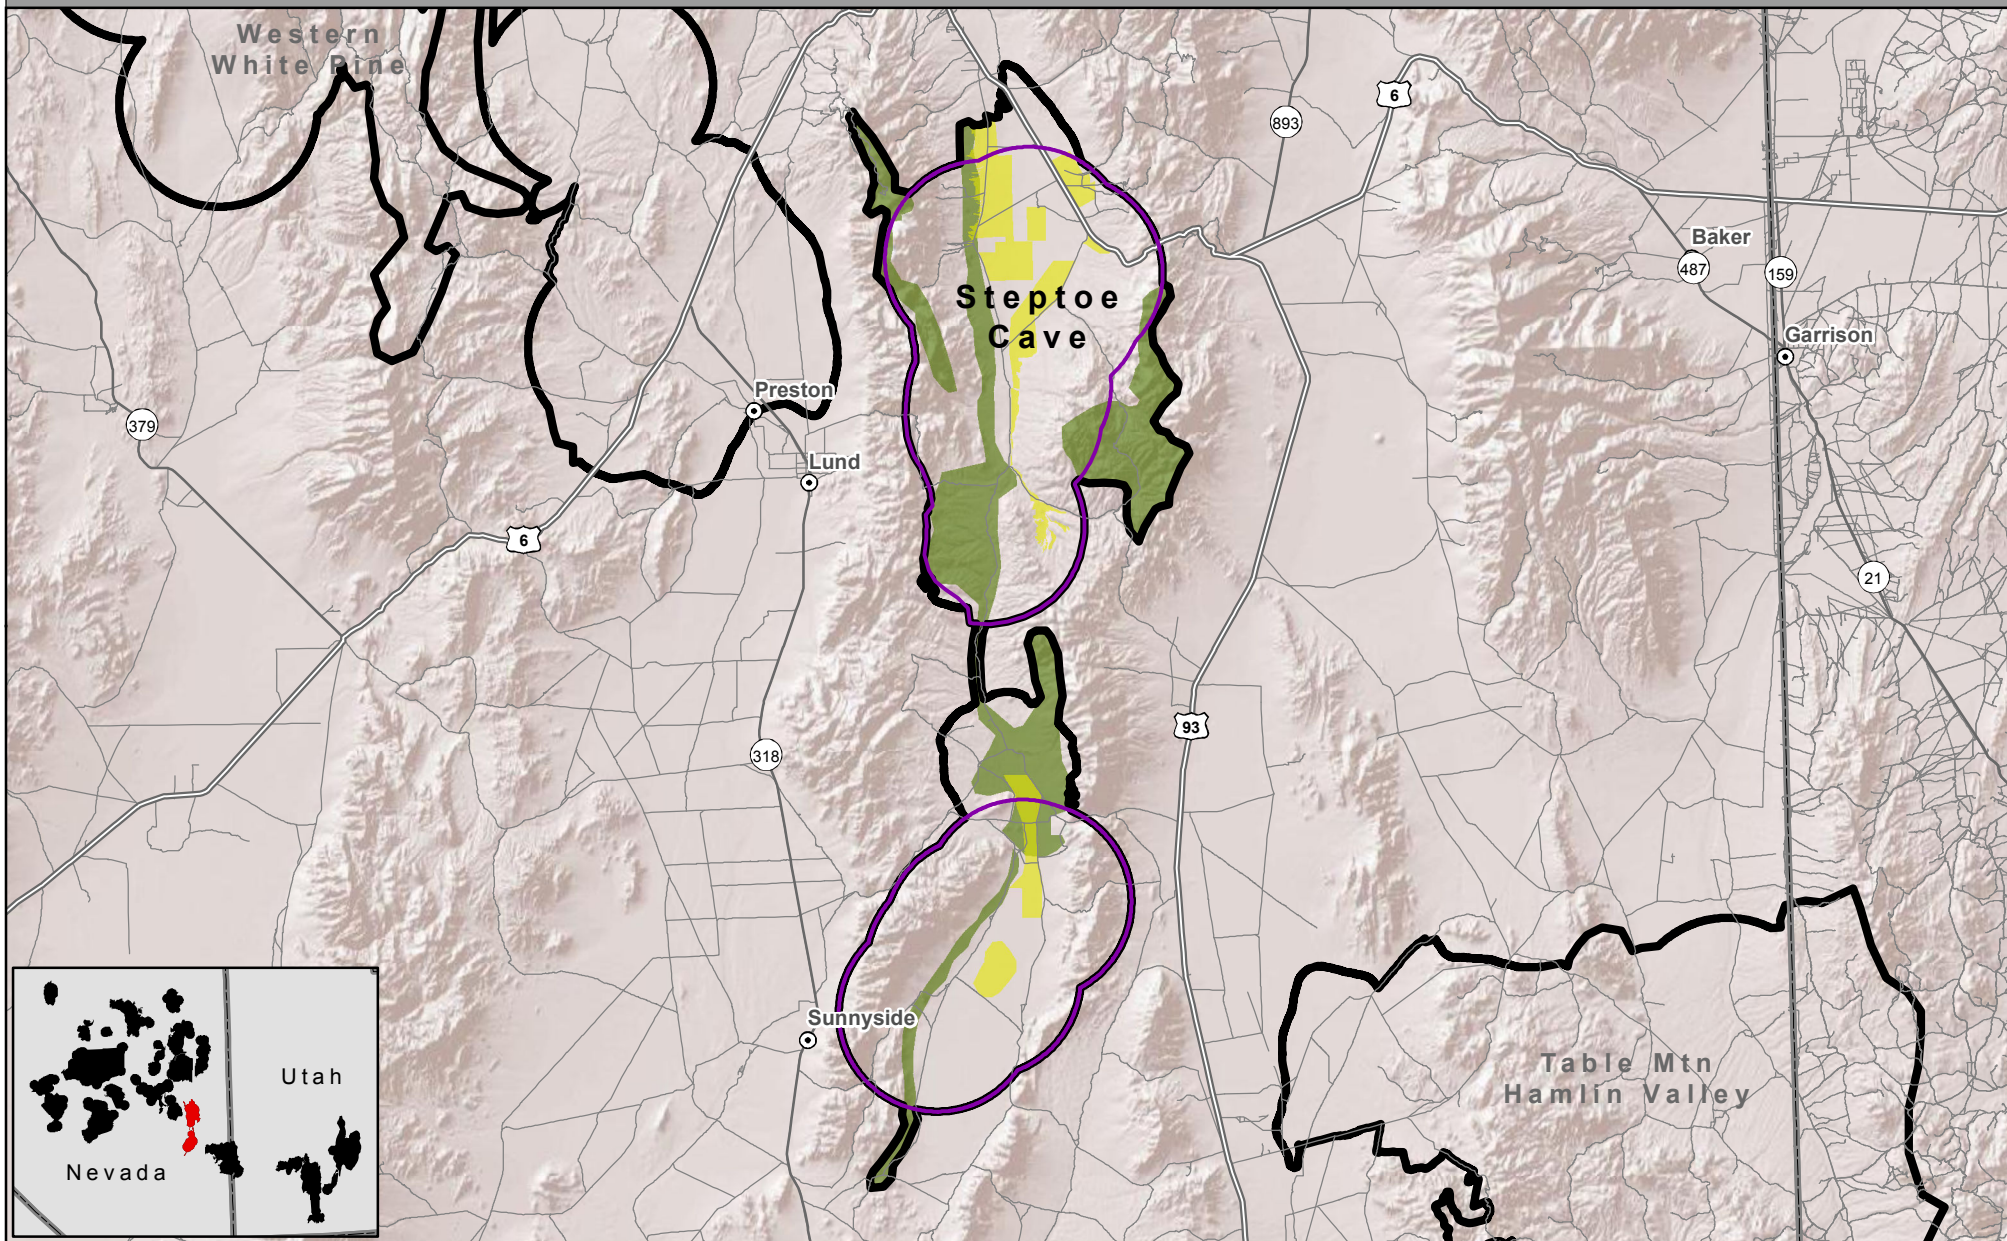 Western
White Pine
6
893
Baker
487
159
Steptoe
Cave
Garrison
Preston
379
Lund
6
21
93
318
Sunnyside
Table Mtn
Hamlin Valley
Utah
Nevada